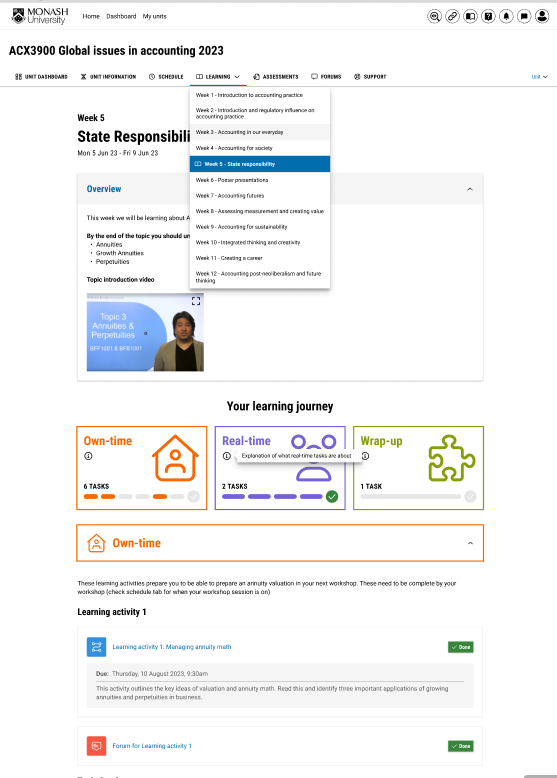 MONASH University
Home Dashboard My units
ACX3900 Global issues in accounting 2023
UNIT DASHBOARD UNIT INFORMATION SCHEDULE LEARNING ASSESSMENTS FORUMS SUPPORT Unit
Week 1 - Introduction to accounting practice
Week 2 - Introduction and regulatory influence on
accounting practice
Week 3 - Accounting in our everyday
Week 4 - Accounting for society
Week 5 - State responsibility
Week 6 - Poster presentations
Week 7 - Accounting futures
Week 8 - Assessing measurement and creating value
Week 9 - Accounting for sustainability
Week 10 - Integrated thinking and creativity
Week 11 - Creating a career
Week 12 - Accounting post-neoliberalism and future
thinking
Week 5
State Responsibili
Mon 5 Jun 23 - Fri 9 Jun 23
Overview
This week we will be learning about A
By the end of the topic you should un
• Annuities
• Growth Annuities
• Perpetuities
Topic introduction video
Topic 3
Annuities &
Perpetuities
BFF1001 & BFB1001
Your learning journey
Own-time
6 TASKS
Real-time
Explanation of what real-time tasks are about
2 TASKS
Wrap-up
1 TASK
Own-time
These learning activities prepare you to be able to prepare an annuity valuation in your next workshop. These need to be complete by your
workshop (check schedule tab for when your workshop session is on)
Learning activity 1
Learning activity 1: Managing annuity math Done
Due: Thursday, 10 August 2023, 9:30am
This activity outlines the key ideas of valuation and annuity math. Read this and identify three important applications of growing
annuities and perpetuities in business.
Forum for Learning activity 1 Done